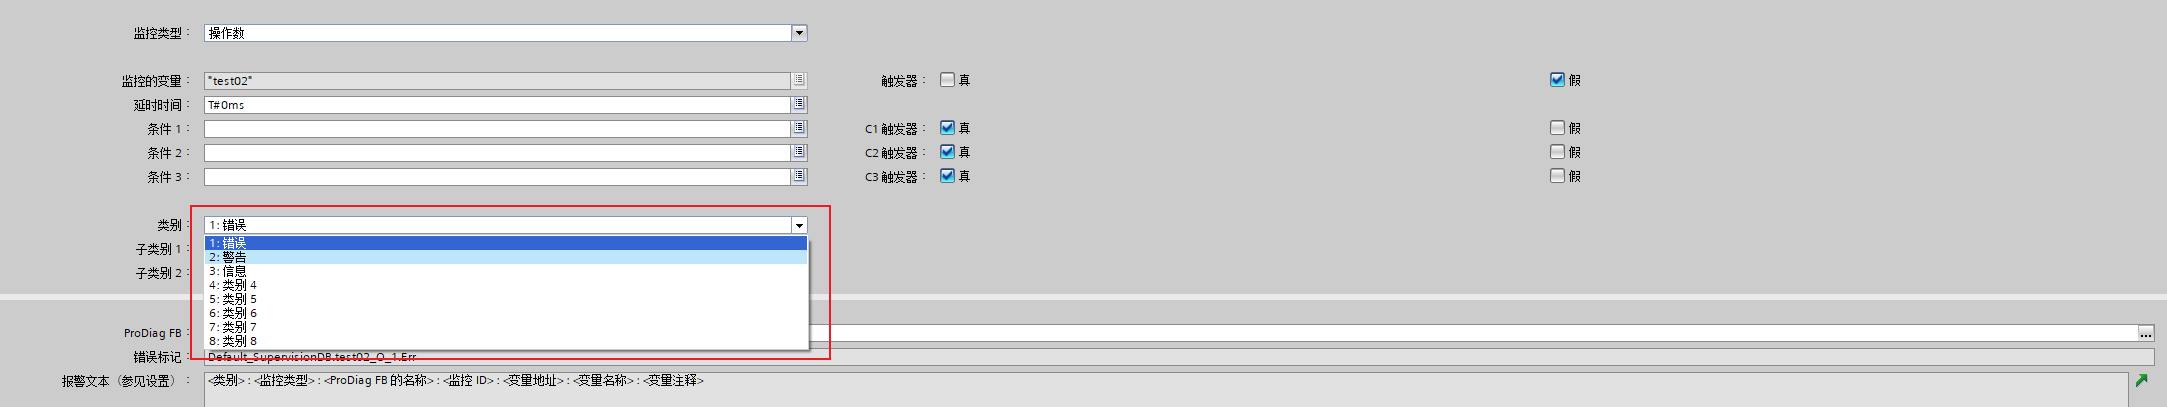 监控类型： 操作数
监控的变量： "test02" 触发器： 真 假
延时时间： T#0ms
条件 1： C1 触发器： 真 假
条件 2： C2 触发器： 真 假
条件 3： C3 触发器： 真 假
类别： 1: 错误
子类别 1： 1: 错误
2: 警告
子类别 2： 3: 信息
4: 类别 4
5: 类别 5
6: 类别 6
7: 类别 7
8: 类别 8
ProDiag FB： ...
错误标记： Default_SupervisionDB.test02_O_1.Err
报警文本（参见设置）： <类别> : <监控类型> : <ProDiag FB 的名称> : <监控 ID> : <变量地址> : <变量名称> : <变量注释>